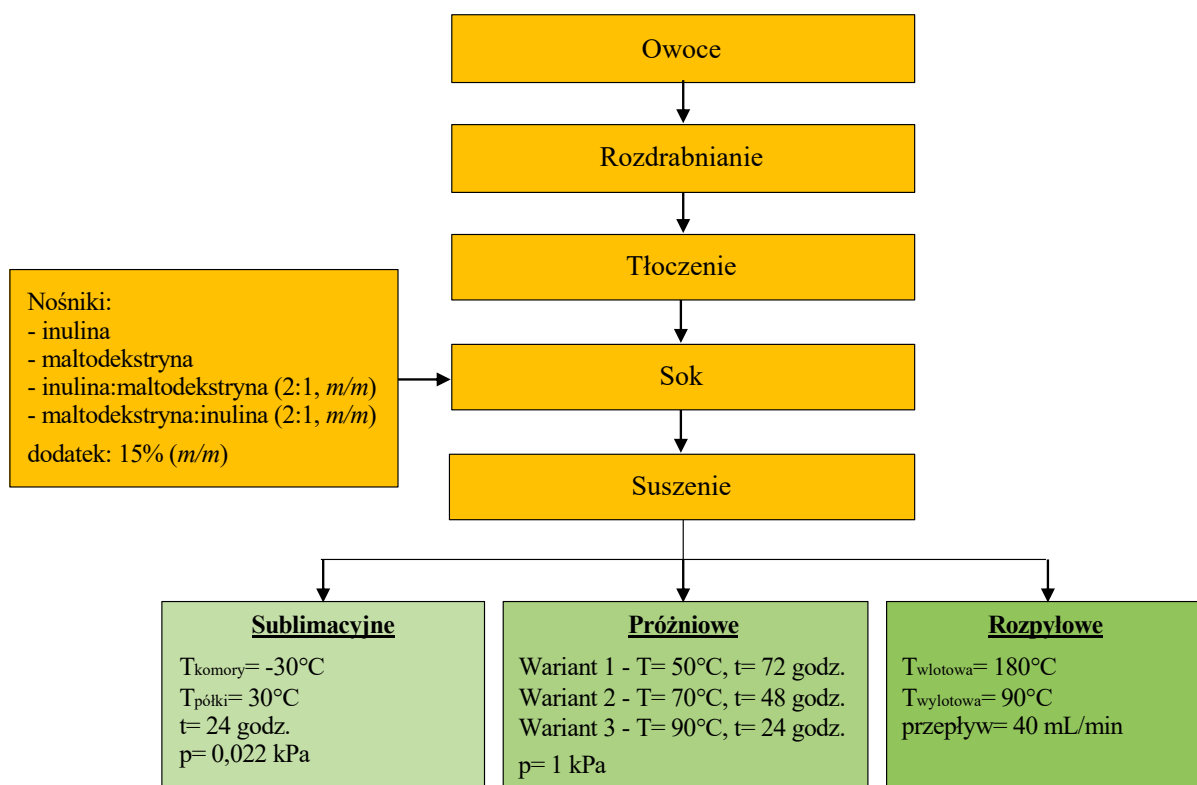 Owoce
Rozdrabnianie
Tłoczenie
Nośniki:
- inulina
- maltodekstryna
- inulina:maltodekstryna (2:1, m/m)
- maltodekstryna:inulina (2:1, m/m)
dodatek: 15% (m/m)
Sok
Suszenie
Sublimacyjne
Tkomory= -30°C
Tpółki= 30°C
t= 24 godz.
p= 0,022 kPa
Próżniowe
Wariant 1 - T= 50°C, t= 72 godz.
Wariant 2 - T= 70°C, t= 48 godz.
Wariant 3 - T= 90°C, t= 24 godz.
p= 1 kPa
Rozpyłowe
Twlotowa= 180°C
Twylotowa= 90°C
przepływ= 40 mL/min